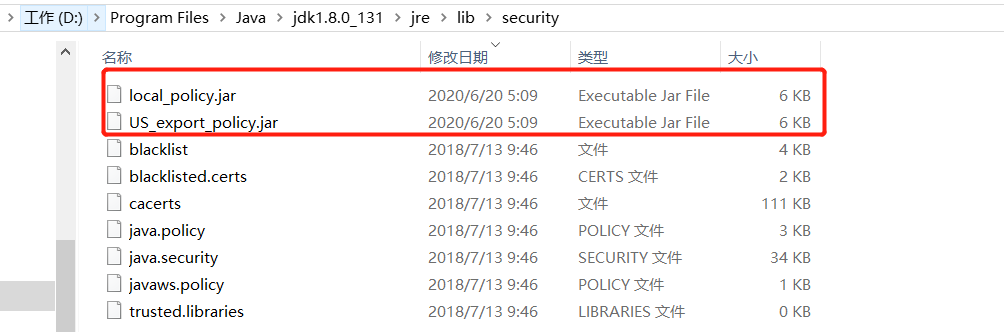 工作 (D:) > Program Files > Java > jdk1.8.0_131 > jre > lib > security
名称 修改日期 类型 大小
local_policy.jar 2020/6/20 5:09 Executable Jar File 6 KB
US_export_policy.jar 2020/6/20 5:09 Executable Jar File 6 KB
blacklist 2018/7/13 9:46 文件 4 KB
blacklisted.certs 2018/7/13 9:46 CERTS 文件 2 KB
cacerts 2018/7/13 9:46 文件 111 KB
java.policy 2018/7/13 9:46 POLICY 文件 3 KB
java.security 2018/7/13 9:46 SECURITY 文件 34 KB
javaws.policy 2018/7/13 9:46 POLICY 文件 1 KB
trusted.libraries 2018/7/13 9:46 LIBRARIES 文件 0 KB